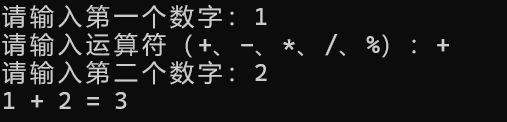 请输入第一个数字：1
请输入运算符（+、-、*、/、%）：+
请输入第二个数字：2
1 + 2 = 3